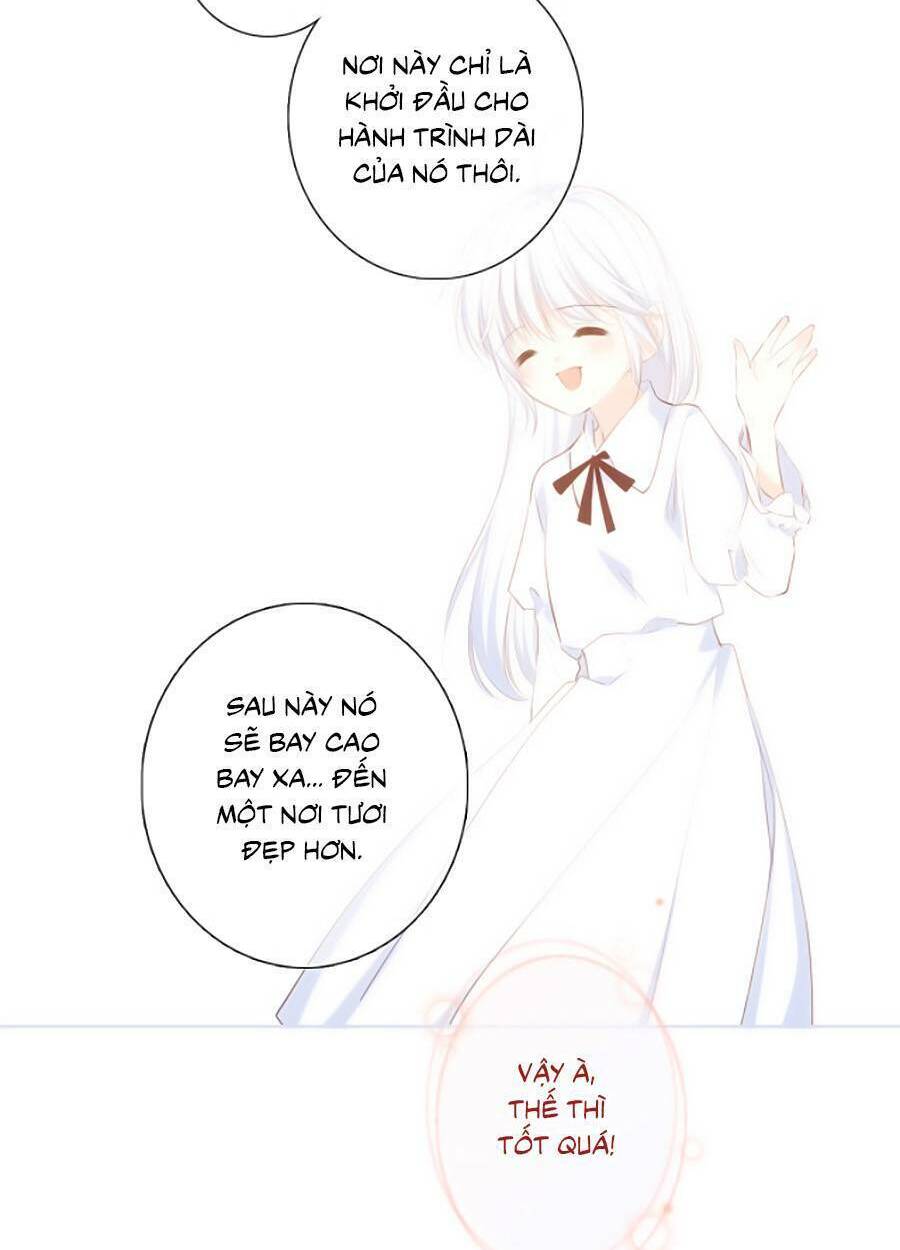 NƠI NÀY CHỈ LÀ
KHỞI ĐẦU CHO
HÀNH TRÌNH DÀI
CỦA NÓ THÔI.
SAU NÀY NÓ
SẼ BAY CAO
BAY XA... ĐẾN
MỘT NƠI TƯƠI
ĐẸP HƠN.
VẬY À,
THẾ THÌ
TỐT QUÁ!